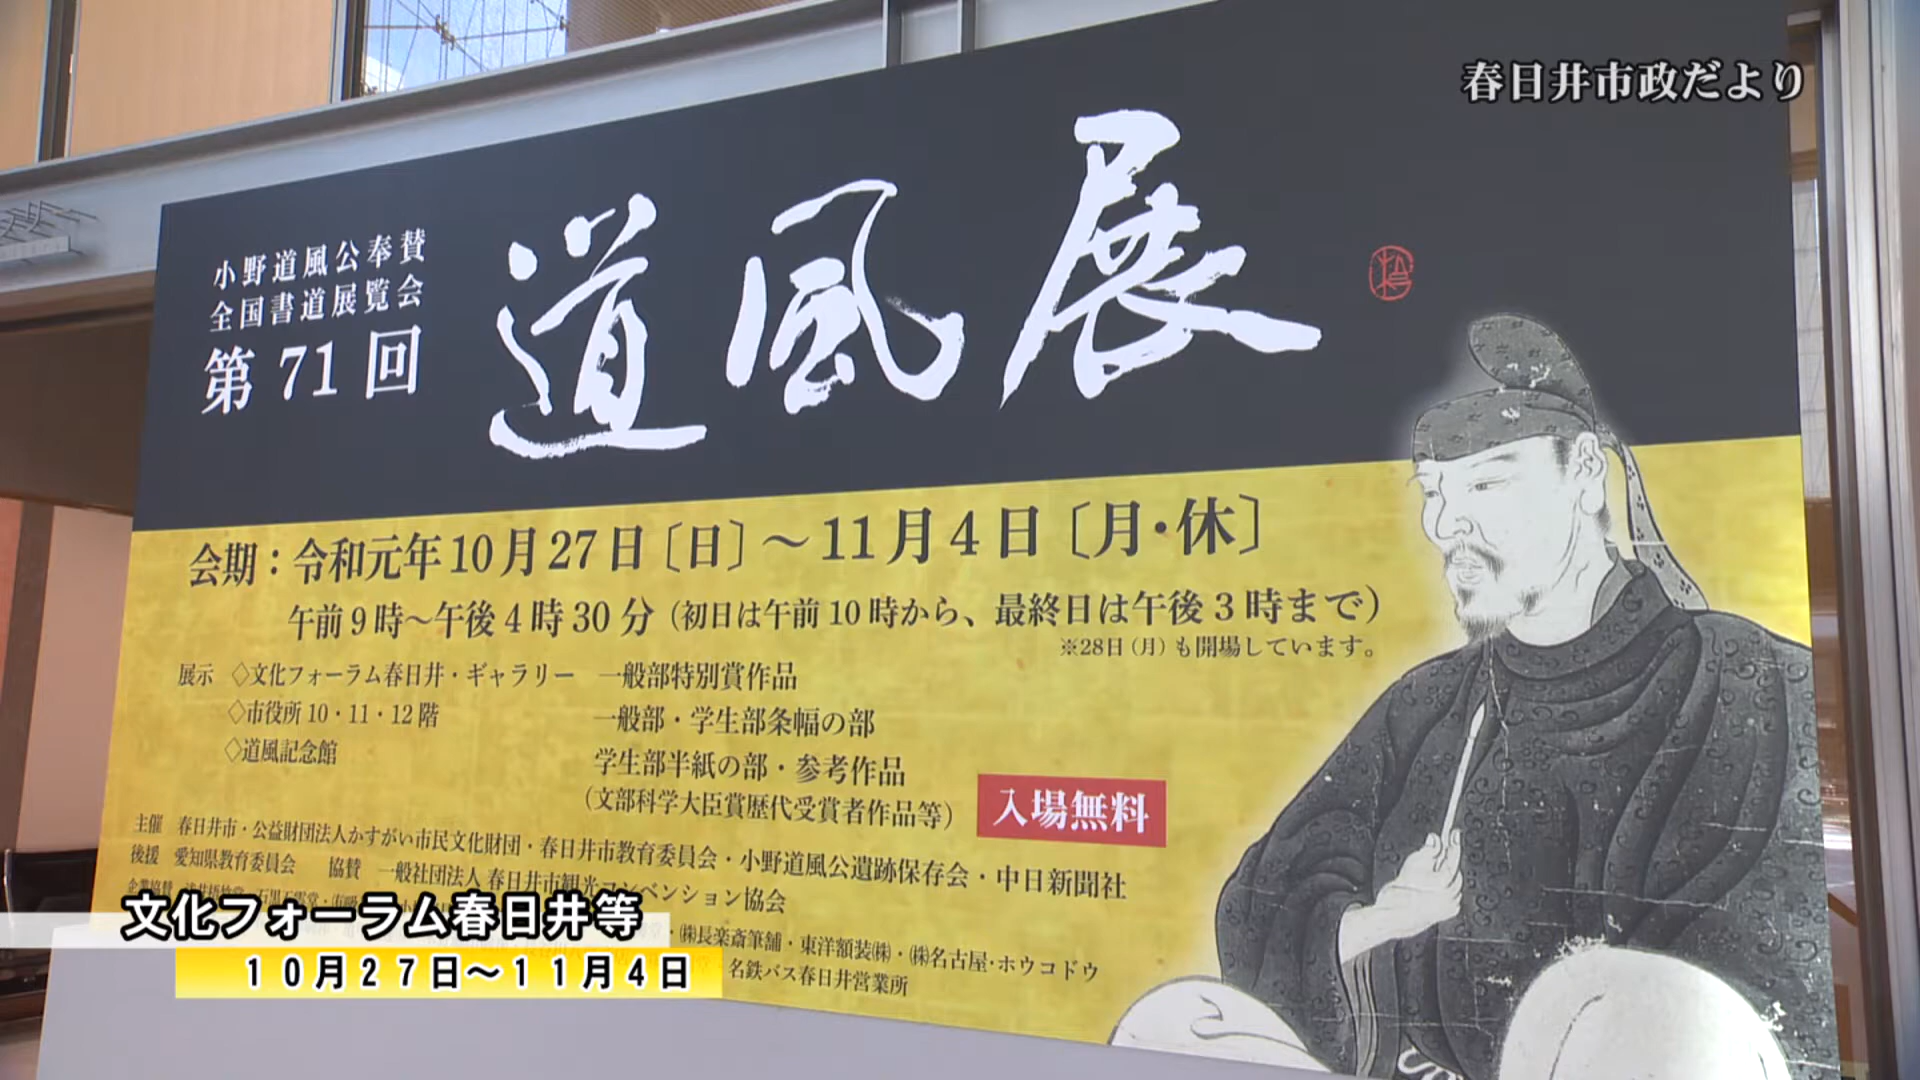 春日井市政だより
小野道風公奉賛
全国書道展覧会
第71回
道風展
会期：令和元年10月27日〔日〕～11月4日〔月・休〕
午前9時～午後4時30分（初日は午前10時から、最終日は午後3時まで）
※28日（月）も開場しています。
展示 ◇文化フォーラム春日井・ギャラリー 一般部特別賞作品
◇市役所10・11・12階 一般部・学生部条幅の部
◇道風記念館 学生部半紙の部・参考作品
（文部科学大臣賞歴代受賞者作品等）
入場無料
主催 春日井市・公益財団法人かすがい市民文化財団・春日井市教育委員会・小野道風公遺跡保存会・中日新聞社
後援 愛知県教育委員会 協賛 一般社団法人 春日井市観光コンベンション協会
企業協賛
・㈱長楽斎筆舗・東洋額装㈱・㈱名古屋・ホウコドウ
名鉄バス春日井営業所
文化フォーラム春日井等
１０月２７日～１１月４日